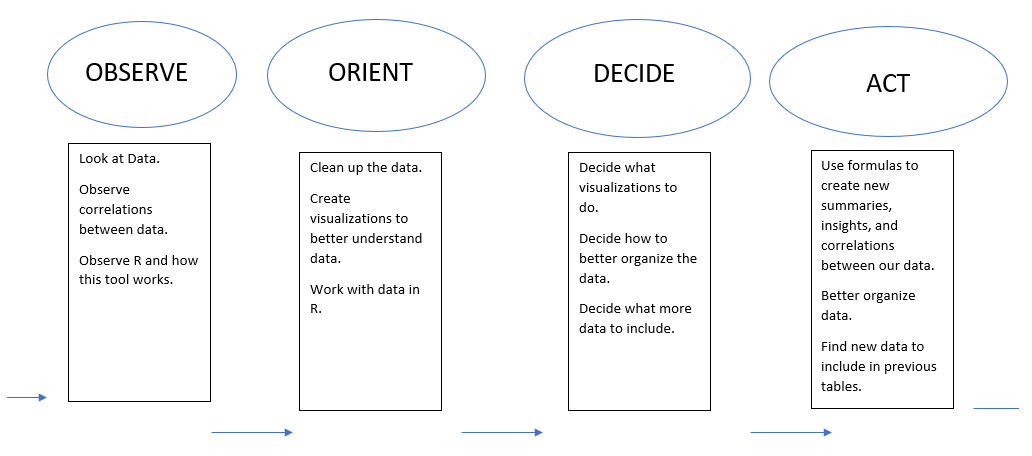 OBSERVE
ORIENT
DECIDE
ACT
Look at Data.
Observe
correlations
between data.
Observe R and how
this tool works.
Clean up the data.
Create
visualizations to
better understand
data.
Work with data in
R.
Decide what
visualizations to
do.
Decide how to
better organize the
data.
Decide what more
data to include.
Use formulas to
create new
summaries,
insights, and
correlations
between our data.
Better organize
data.
Find new data to
include in previous
tables.